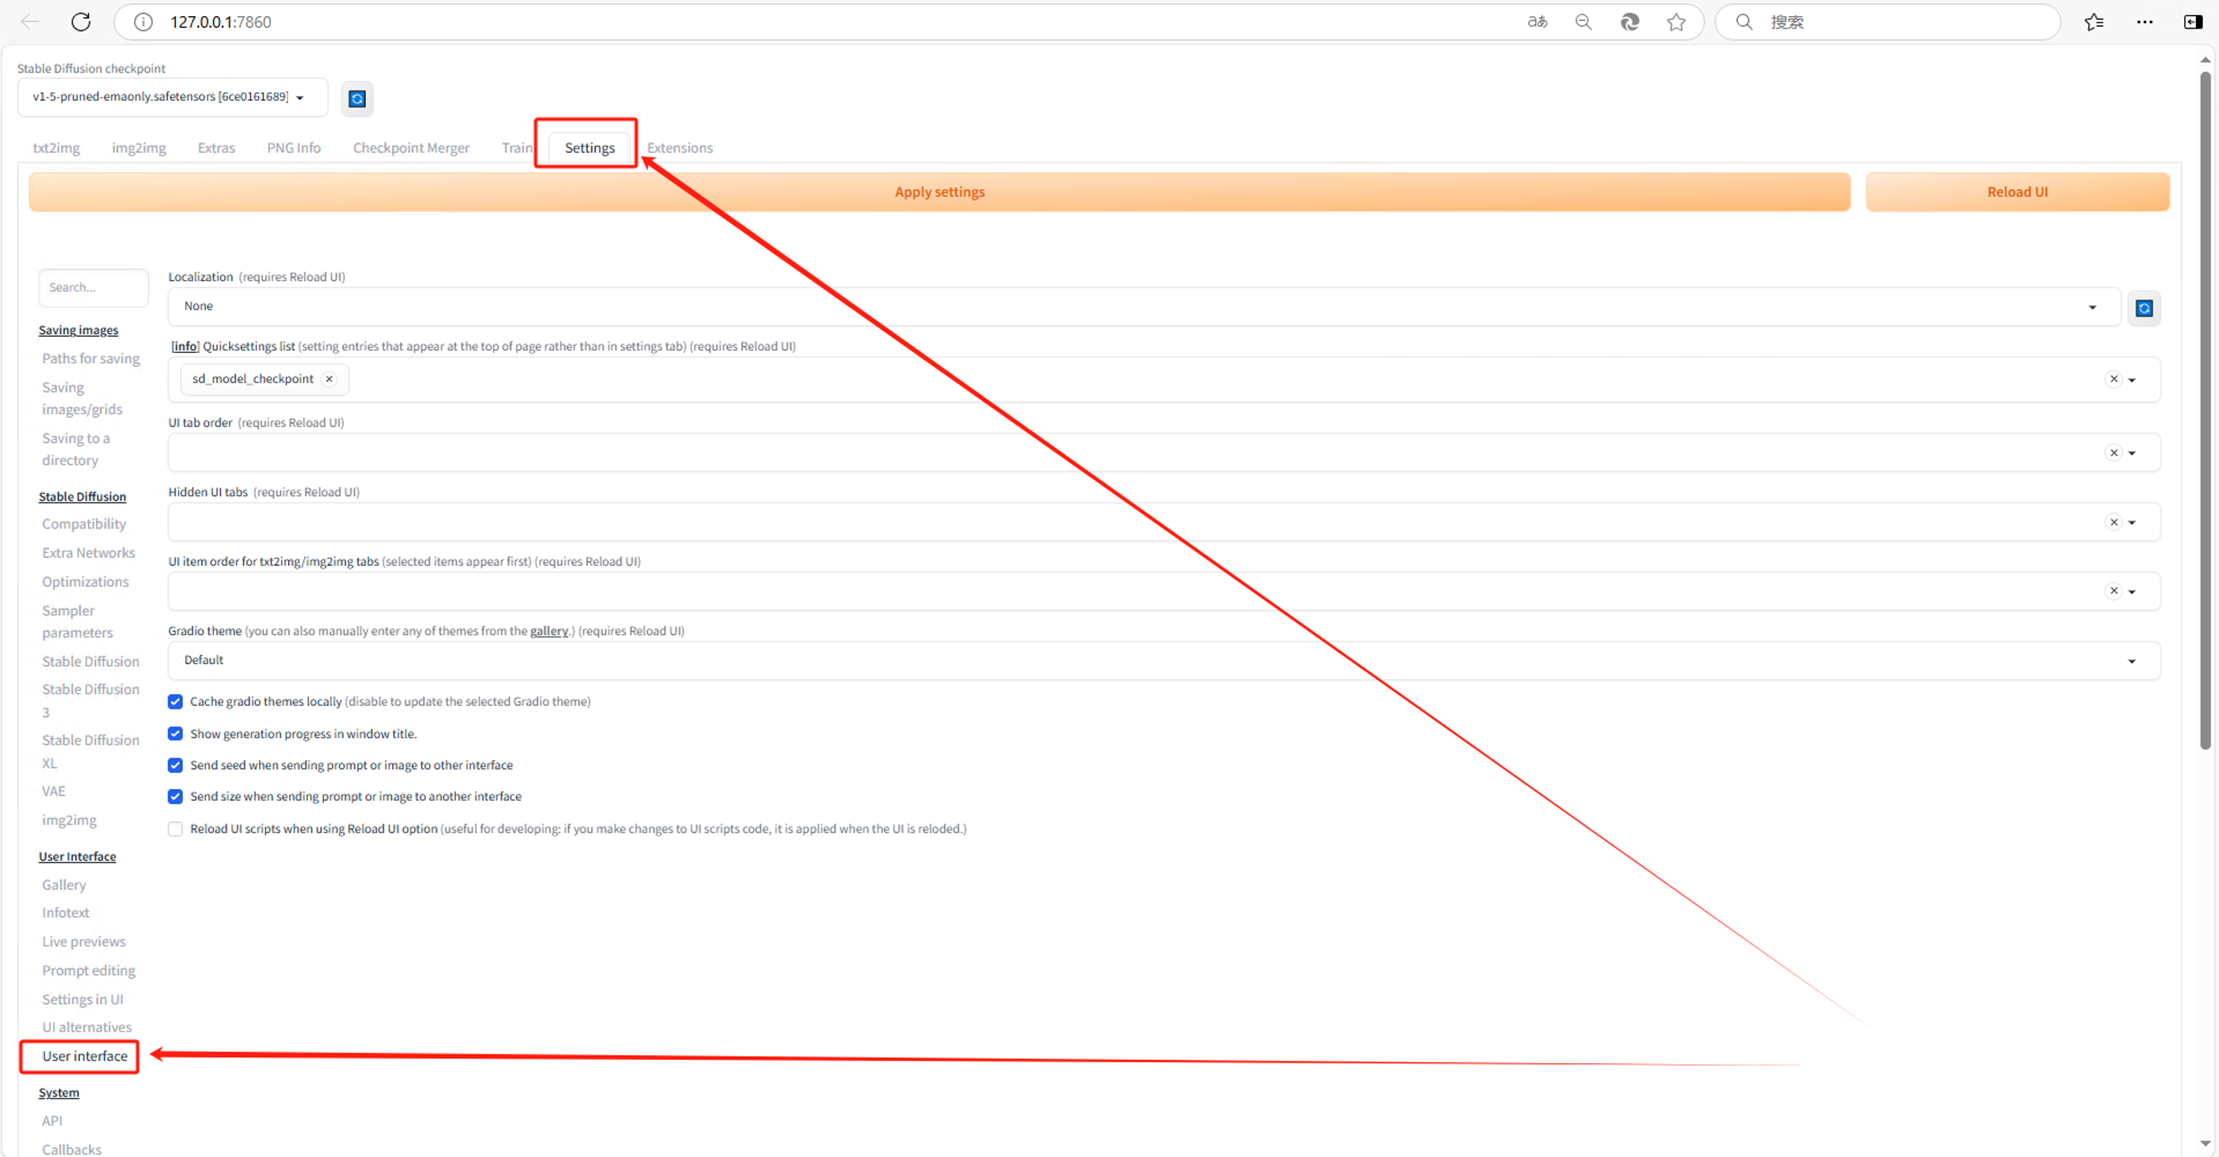 127.0.0.1:7860
aあ
搜索
Stable Diffusion checkpoint
v1-5-pruned-emaonly.safetensors [6ce0161689]
txt2img img2img Extras PNG Info Checkpoint Merger Train Settings Extensions
Apply settings
Reload UI
Search...
Saving images
Paths for saving
Saving
images/grids
Saving to a
directory
Stable Diffusion
Compatibility
Extra Networks
Optimizations
Sampler
parameters
Stable Diffusion
Stable Diffusion
3
Stable Diffusion
XL
VAE
img2img
User Interface
Gallery
Infotext
Live previews
Prompt editing
Settings in UI
UI alternatives
User interface
System
API
Callbacks
Localization (requires Reload UI)
None
[info] Quicksettings list (setting entries that appear at the top of page rather than in settings tab) (requires Reload UI)
sd_model_checkpoint
UI tab order (requires Reload UI)
Hidden UI tabs (requires Reload UI)
UI item order for txt2img/img2img tabs (selected items appear first) (requires Reload UI)
Gradio theme (you can also manually enter any of themes from the gallery.) (requires Reload UI)
Default
Cache gradio themes locally (disable to update the selected Gradio theme)
Show generation progress in window title.
Send seed when sending prompt or image to other interface
Send size when sending prompt or image to another interface
Reload UI scripts when using Reload UI option (useful for developing: if you make changes to UI scripts code, it is applied when the UI is reloded.)